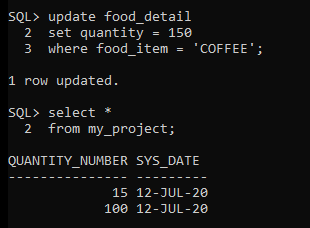 SQL> update food_detail
2 set quantity = 150
3 where food_item = 'COFFEE';
1 row updated.
SQL> select *
2 from my_project;
QUANTITY_NUMBER SYS_DATE
--------------- ---------
15 12-JUL-20
100 12-JUL-20